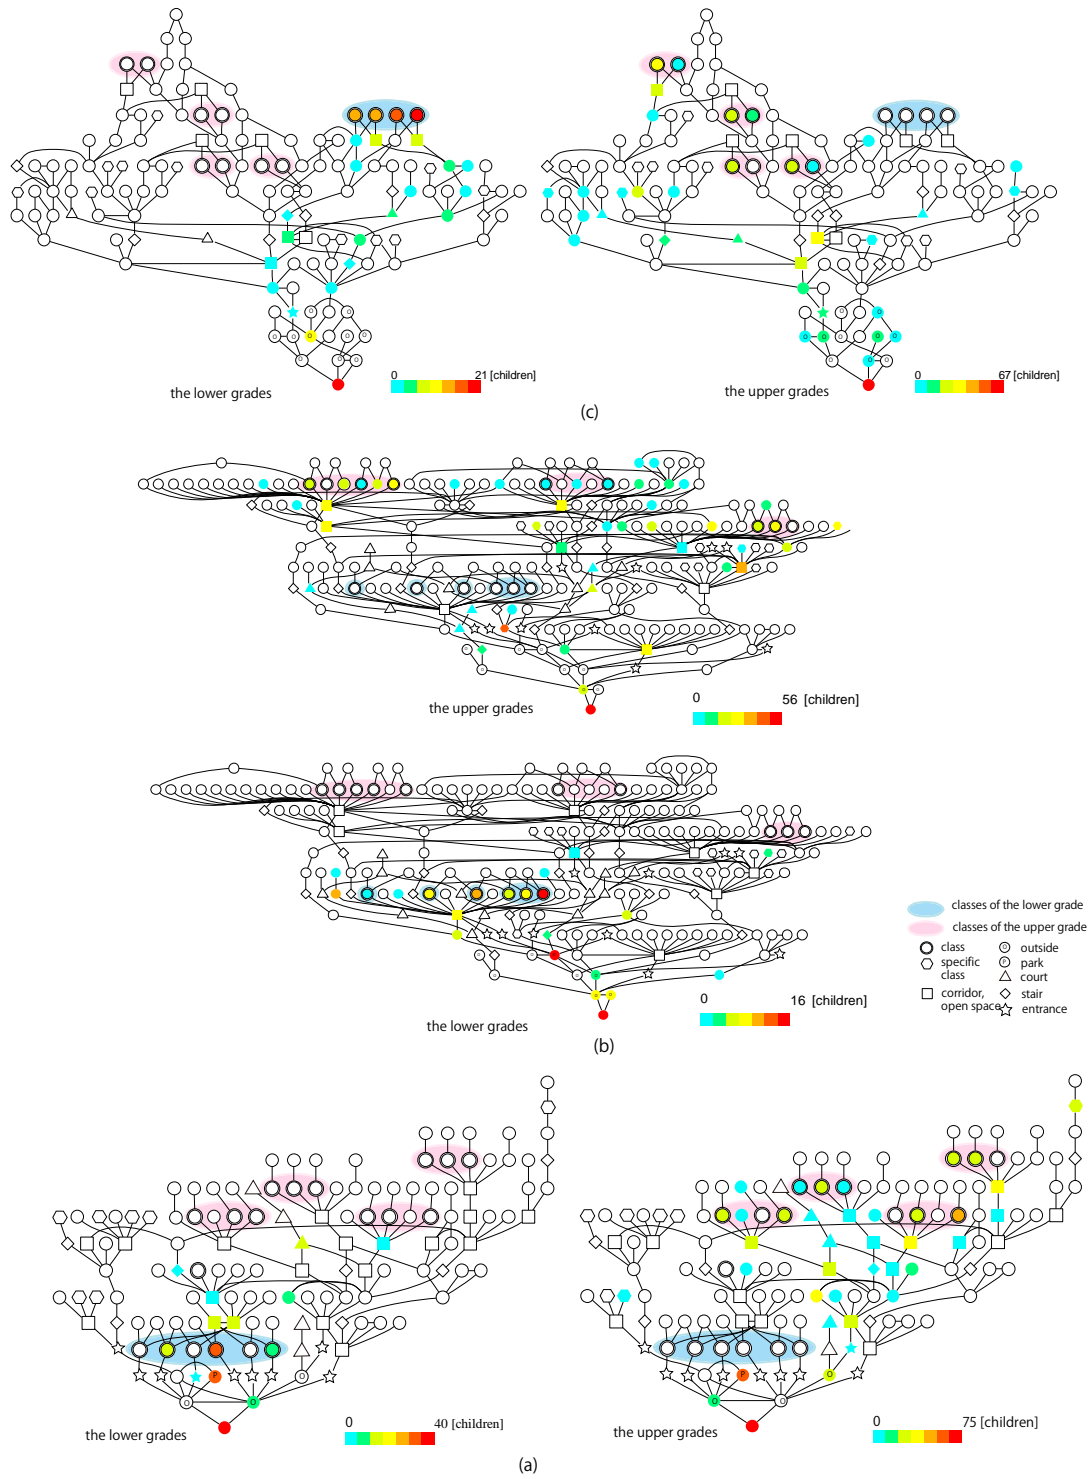 0 21 [children]
the lower grades
0 67 [children]
the upper grades
(c)
0 56 [children]
the upper grades
classes of the lower grade
classes of the upper grade
class
outside
specific
class
P park
court
corridor,
open space
stair
entrance
0 16 [children]
the lower grades
(b)
P
O
O
O
0 40 [children]
the lower grades
P
O
O
O
0 75 [children]
the upper grades
(a)